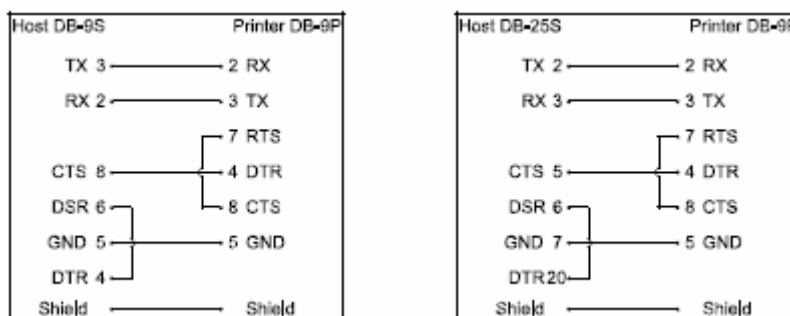 Host DB-9S Printer DB-9P
TX 3 2 RX
RX 2 3 TX
7 RTS
CTS 8 4 DTR
DSR 6 8 CTS
GND 5 5 GND
DTR 4
Shield Shield
Host DB-25S Printer DB-9P
TX 2 2 RX
RX 3 3 TX
7 RTS
CTS 5 4 DTR
DSR 6 8 CTS
GND 7 5 GND
DTR20
Shield Shield